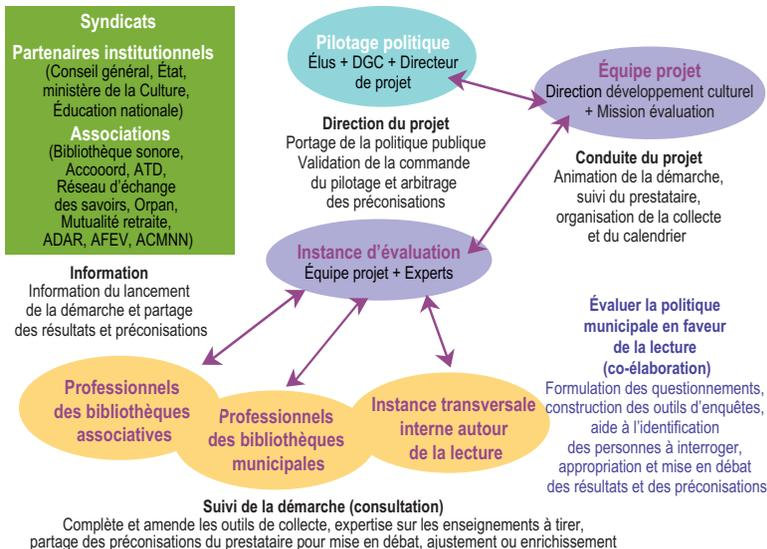 Syndicats
Partenaires institutionnels
(Conseil général, État,
ministère de la Culture,
Éducation nationale)
Associations
(Bibliothèque sonore,
Accooord, ATD,
Réseau d'échange
des savoirs, Orpan,
Mutualité retraite,
ADAR, AFEV, ACMNN)
Information
Information du lancement
de la démarche et partage
des résultats et préconisations
Pilotage politique
Élus + DGC + Directeur
de projet
Direction du projet
Portage de la politique publique
Validation de la commande
du pilotage et arbitrage
des préconisations
Équipe projet
Direction développement culturel
+ Mission évaluation
Conduite du projet
Animation de la démarche,
suivi du prestataire,
organisation de la collecte
et du calendrier
Instance d'évaluation
Équipe projet + Experts
Évaluer la politique
municipale en faveur
de la lecture
(co-élaboration)
Formulation des questionnements,
construction des outils d'enquêtes,
aide à l'identification
des personnes à interroger,
appropriation et mise en débat
des résultats et des préconisations
Professionnels
des bibliothèques
associatives
Professionnels
des bibliothèques
municipales
Instance transversale
interne autour
de la lecture
Suivi de la démarche (consultation)
Complète et amende les outils de collecte, expertise sur les enseignements à tirer,
partage des préconisations du prestataire pour mise en débat, ajustement ou enrichissement